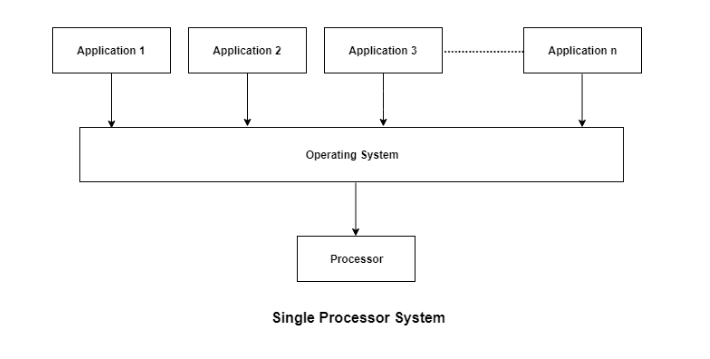 Application 1
Application 2
Application 3
Application n
Operating System
Processor
Single Processor System